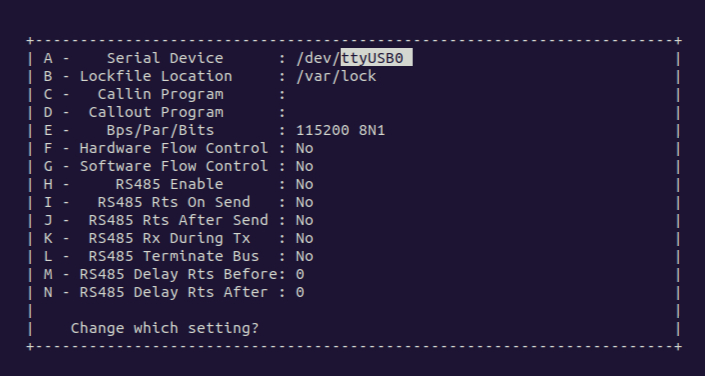 +-----------------------------------------------------------------------+
| A -    Serial Device      : /dev/ttyUSB0                              |
| B - Lockfile Location     : /var/lock                                 |
| C -   Callin Program      :                                           |
| D -  Callout Program      :                                           |
| E -    Bps/Par/Bits       : 115200 8N1                                |
| F - Hardware Flow Control : No                                        |
| G - Software Flow Control : No                                        |
| H -     RS485 Enable      : No                                        |
| I -   RS485 Rts On Send   : No                                        |
| J -  RS485 Rts After Send : No                                        |
| K -  RS485 Rx During Tx   : No                                        |
| L -  RS485 Terminate Bus  : No                                        |
| M - RS485 Delay Rts Before: 0                                         |
| N - RS485 Delay Rts After : 0                                         |
|                                                                       |
|    Change which setting?                                              |
+-----------------------------------------------------------------------+